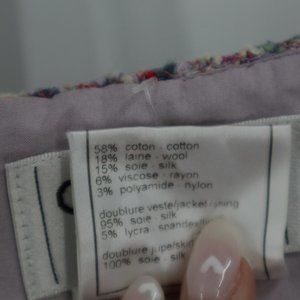 58% coton - cotton
18% laine - wool
15% soie - silk
6% viscose - rayon
3% polyamide - nylon
doublure veste/jacket lining
95% soie - silk
5% lycra - spandex
doublure jupe/skirt
100% soie - silk